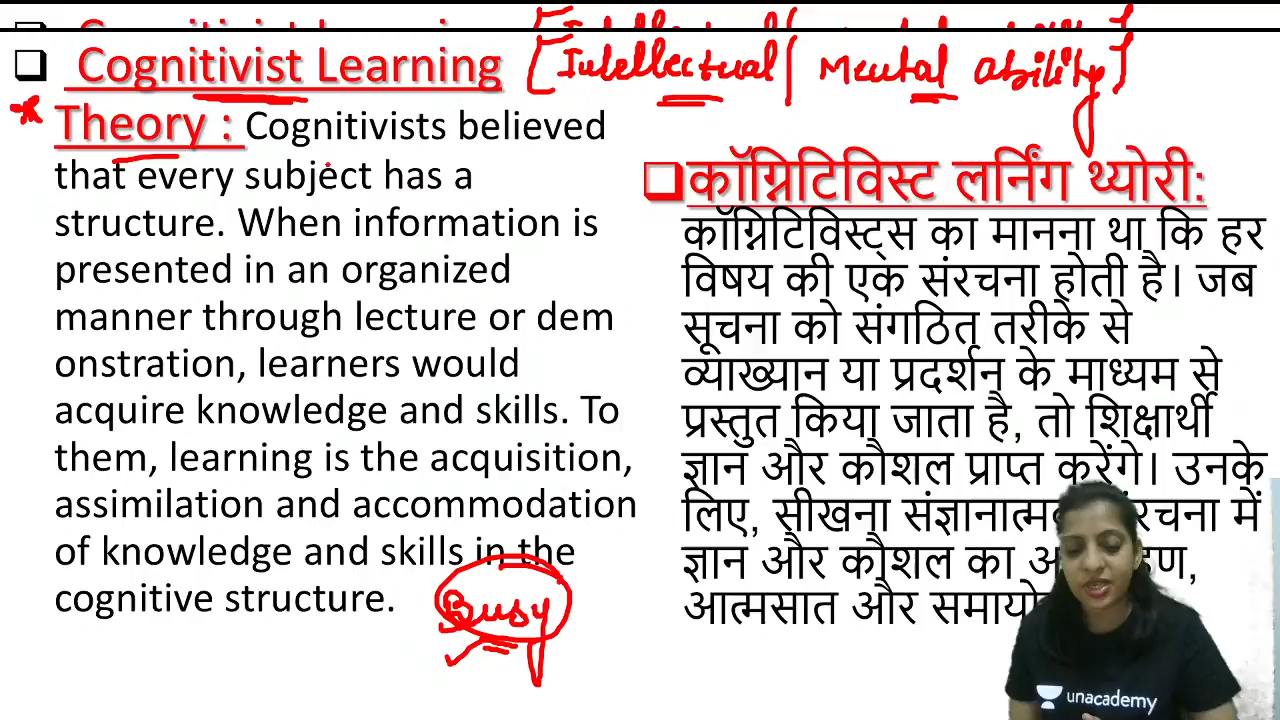 Cognitivist Learning [Intellectual / Mental ability]
Theory : Cognitivists believed
that every subject has a
structure. When information is
presented in an organized
manner through lecture or dem
onstration, learners would
acquire knowledge and skills. To
them, learning is the acquisition,
assimilation and accommodation
of knowledge and skills in the
cognitive structure.
Busy
कॉग्निटिविस्ट लर्निंग थ्योरी:
कॉग्निटिविस्ट्स का मानना था कि हर
विषय की एक संरचना होती है। जब
सूचना को संगठित तरीके से
व्याख्यान या प्रदर्शन के माध्यम से
प्रस्तुत किया जाता है, तो शिक्षार्थी
ज्ञान और कौशल प्राप्त करेंगे। उनके
लिए, सीखना में
ज्ञान और कौशल का
आत्मसात और
unacademy